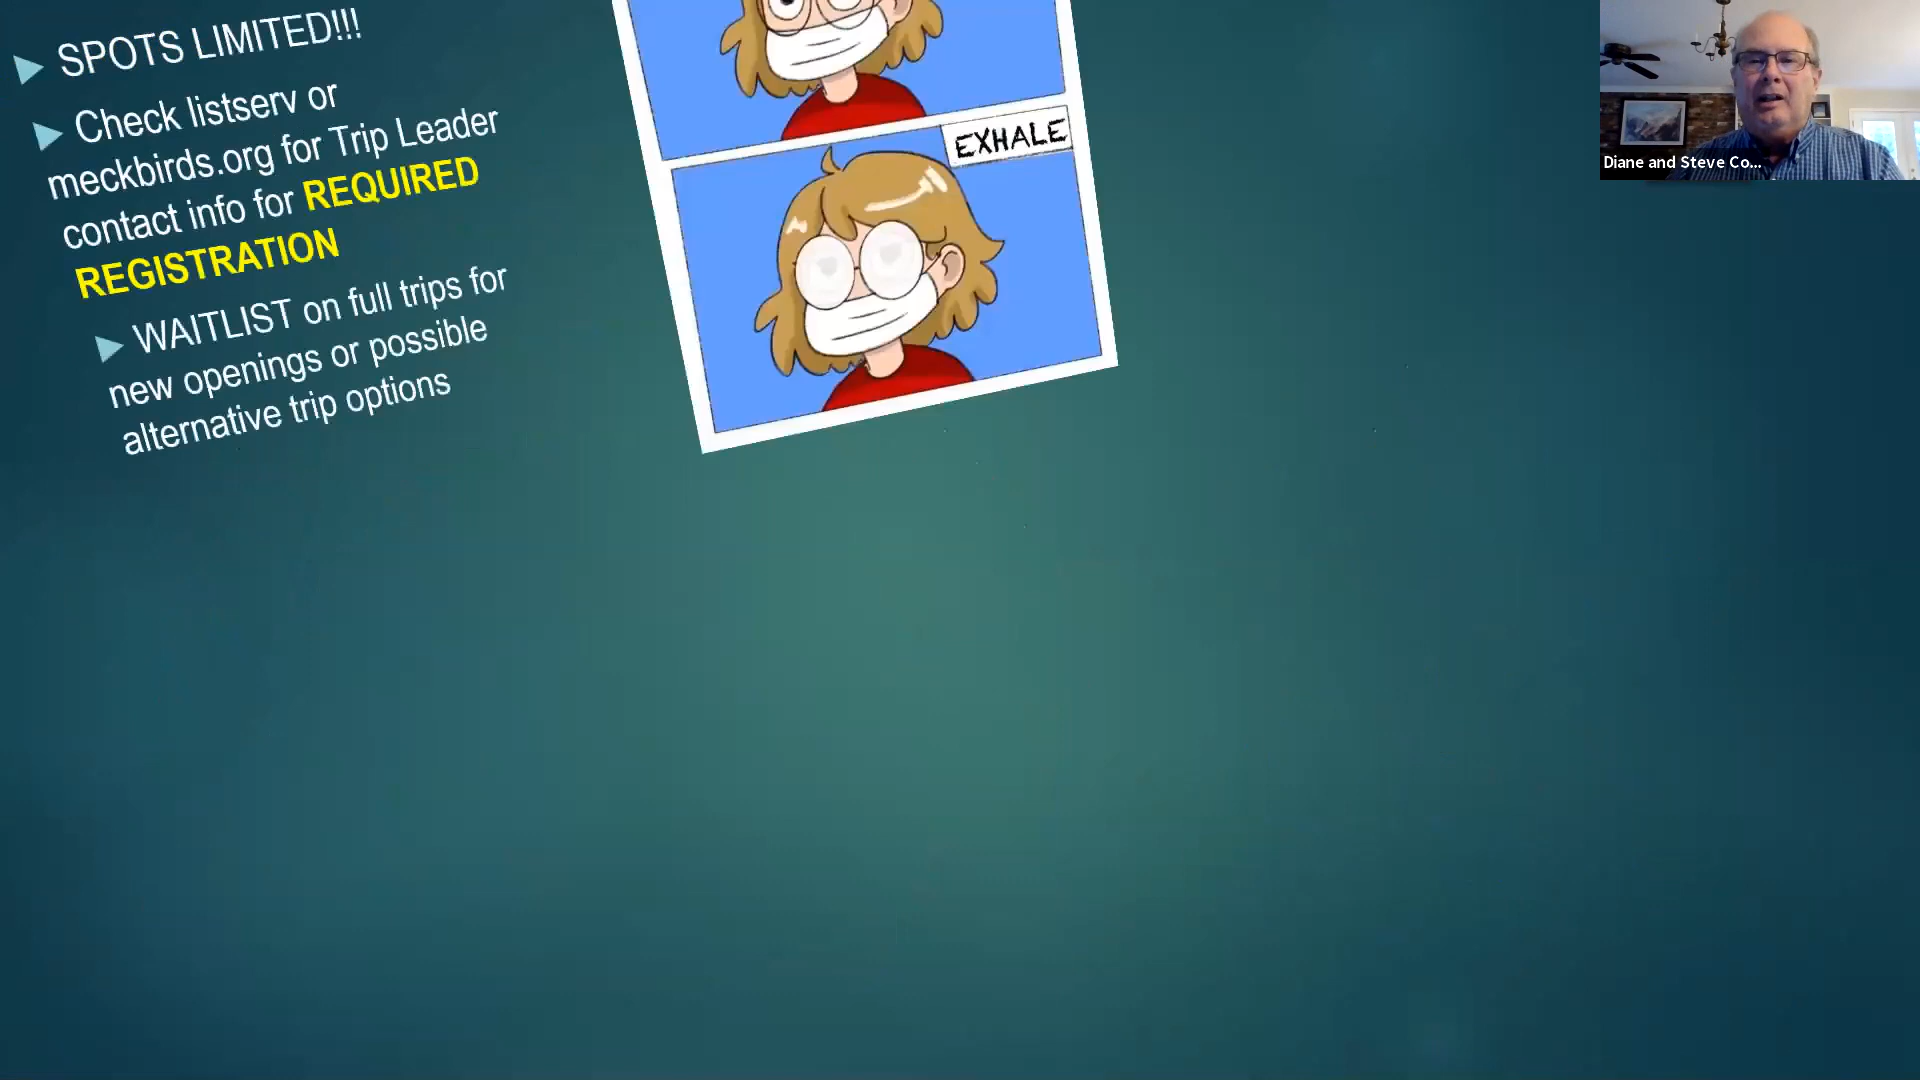 SPOTS LIMITED!!!
Check listserv or
meckbirds.org for Trip Leader
contact info for REQUIRED
REGISTRATION
WAITLIST on full trips for
new openings or possible
alternative trip options
EXHALE
Diane and Steve Co...